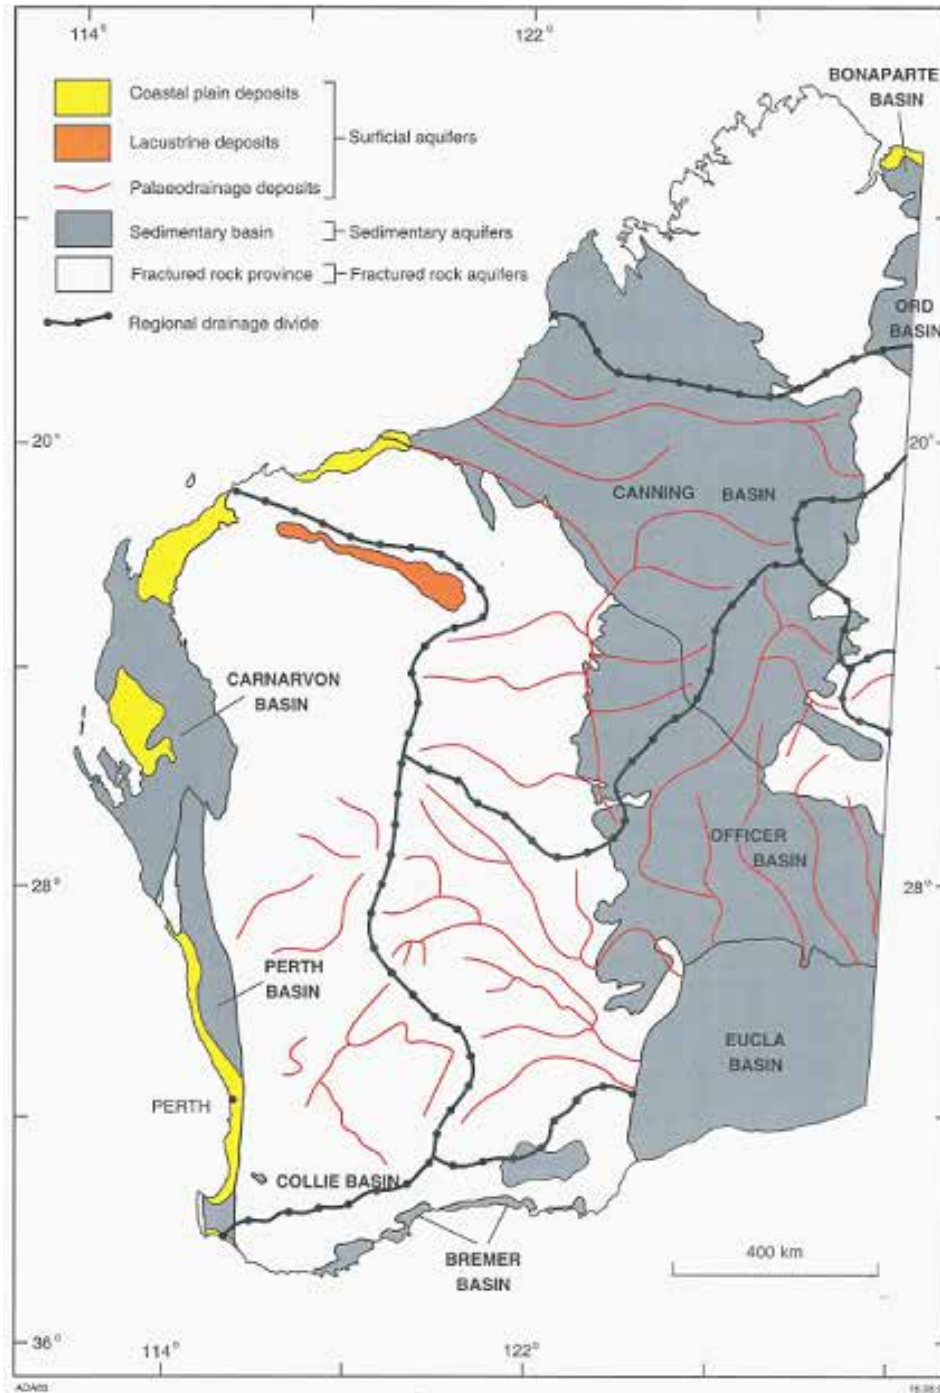 114°
122°
BONAPARTE
BASIN
Coastal plain deposits
Lacustrine deposits
Surficial aquifers
Palaeodrainage deposits
Sedimentary basin
Sedimentary aquifers
Fractured rock province
Fractured rock aquifers
Regional drainage divide
ORD
BASIN
20°
20°
CANNING BASIN
CARNARVON
BASIN
OFFICER
BASIN
28°
28°
PERTH
BASIN
EUCLA
BASIN
PERTH
COLLIE BASIN
BREMER
BASIN
400 km
36°
114°
122°